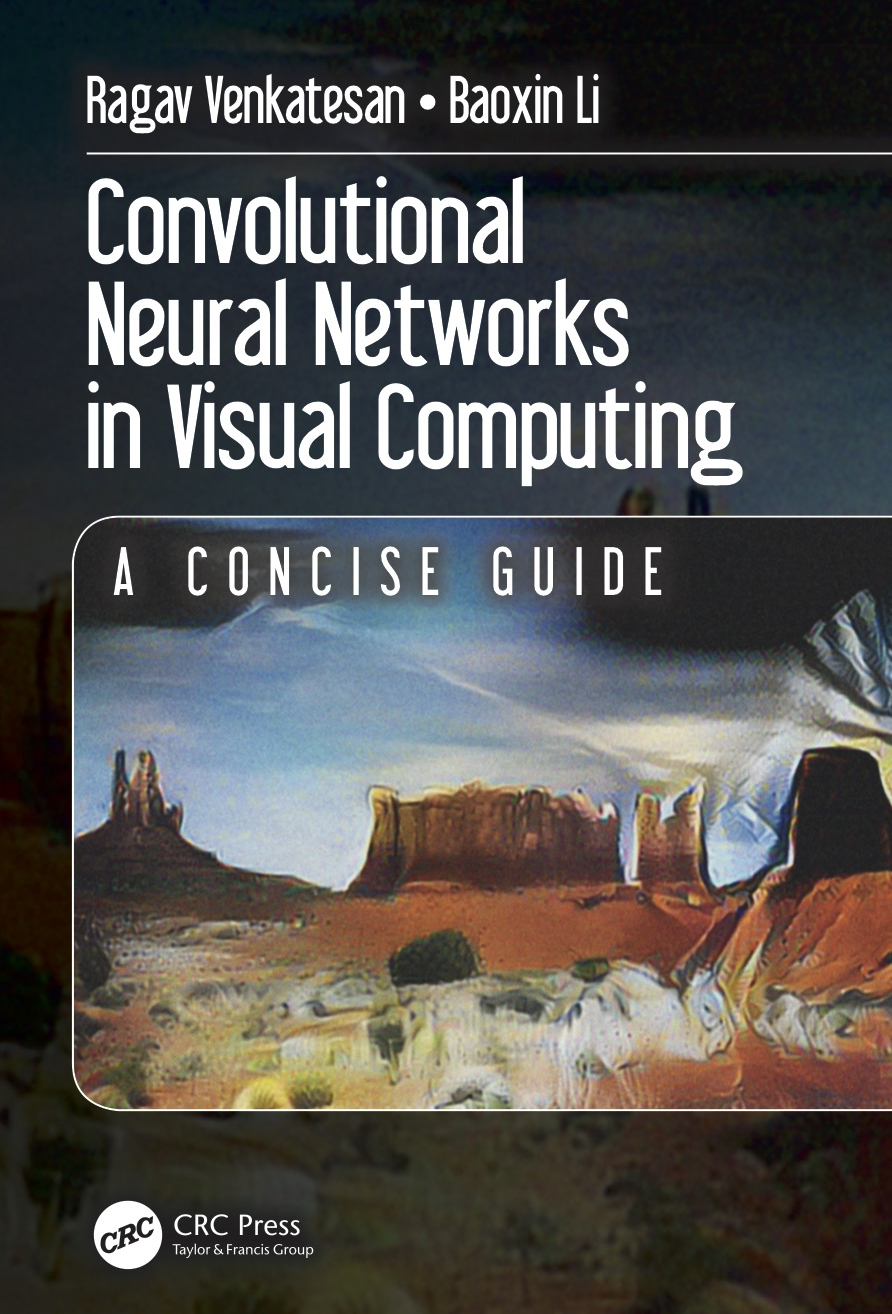 Ragav Venkatesan • Baoxin Li
Convolutional
Neural Networks
in Visual Computing
A CONCISE GUIDE
CRC
CRC Press
Taylor & Francis Group